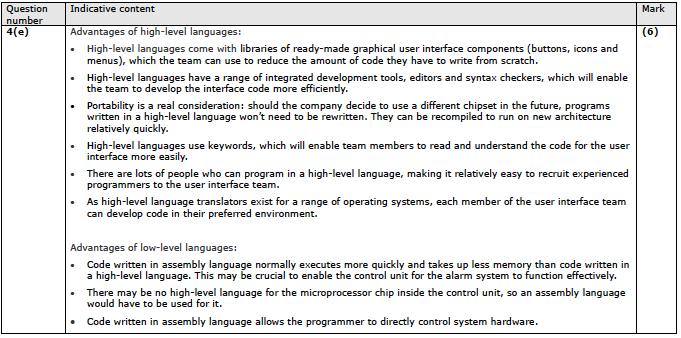 Question number
Indicative content
Mark
4(e)
Advantages of high-level languages:
(6)
• High-level languages come with libraries of ready-made graphical user interface components (buttons, icons and
menus), which the team can use to reduce the amount of code they have to write from scratch.
• High-level languages have a range of integrated development tools, editors and syntax checkers, which will enable
the team to develop the interface code more efficiently.
• Portability is a real consideration: should the company decide to use a different chipset in the future, programs
written in a high-level language won't need to be rewritten. They can be recompiled to run on new architecture
relatively quickly.
• High-level languages use keywords, which will enable team members to read and understand the code for the user
interface more easily.
• There are lots of people who can program in a high-level language, making it relatively easy to recruit experienced
programmers to the user interface team.
• As high-level language translators exist for a range of operating systems, each member of the user interface team
can develop code in their preferred environment.
Advantages of low-level languages:
• Code written in assembly language normally executes more quickly and takes up less memory than code written in
a high-level language. This may be crucial to enable the control unit for the alarm system to function effectively.
• There may be no high-level language for the microprocessor chip inside the control unit, so an assembly language
would have to be used for it.
• Code written in assembly language allows the programmer to directly control system hardware.